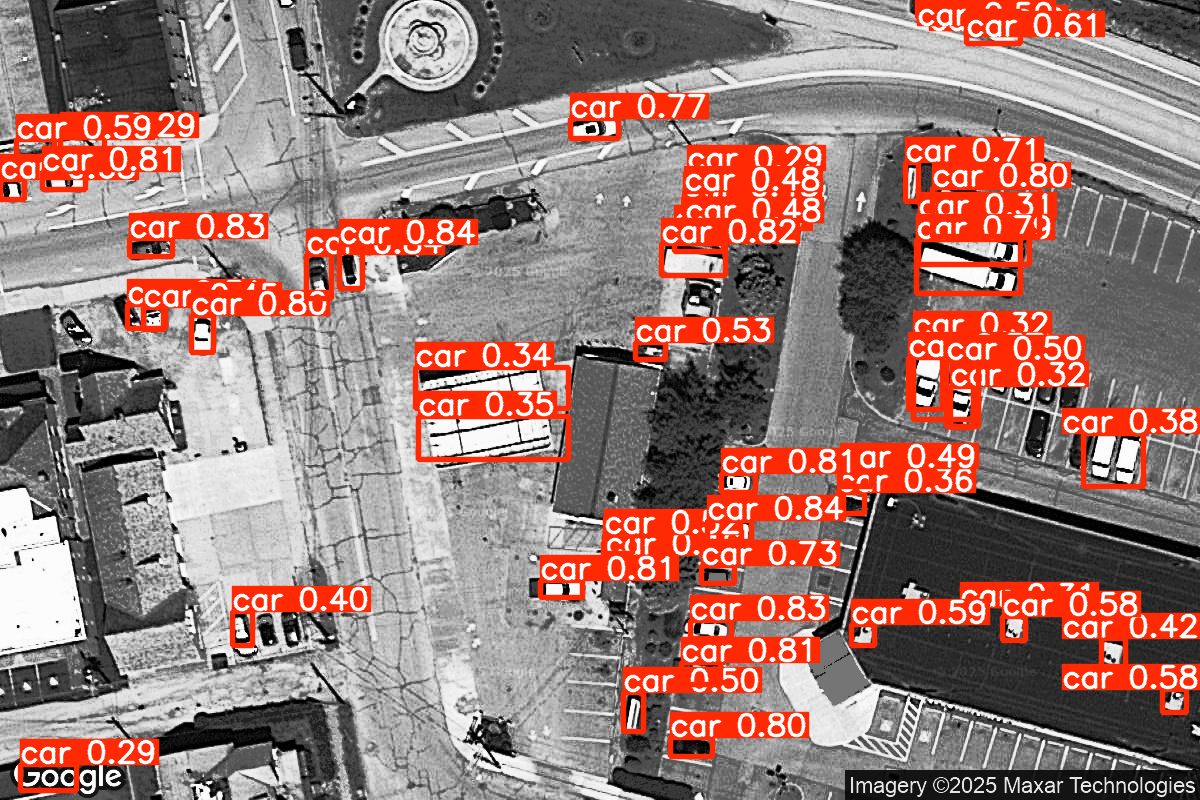 car 0.61
car 0.77
car 0.59
29
car 0.81
car 0.29
car 0.48
car 0.48
car 0.82
car 0.71
car 0.80
car 0.31
car 0.79
car 0.83
car 0.84
car 0.80
car 0.53
car 0.34
car 0.35
car 0.32
car 0.50
car 0.32
car 0.38
car 0.81
car 0.49
car 0.36
car 0.84
car 0.73
car 0.81
car 0.40
car 0.83
car 0.59
car 0.58
car 0.42
car 0.81
car 0.50
car 0.58
car 0.80
car 0.29
Google
Imagery ©2025 Maxar Technologies